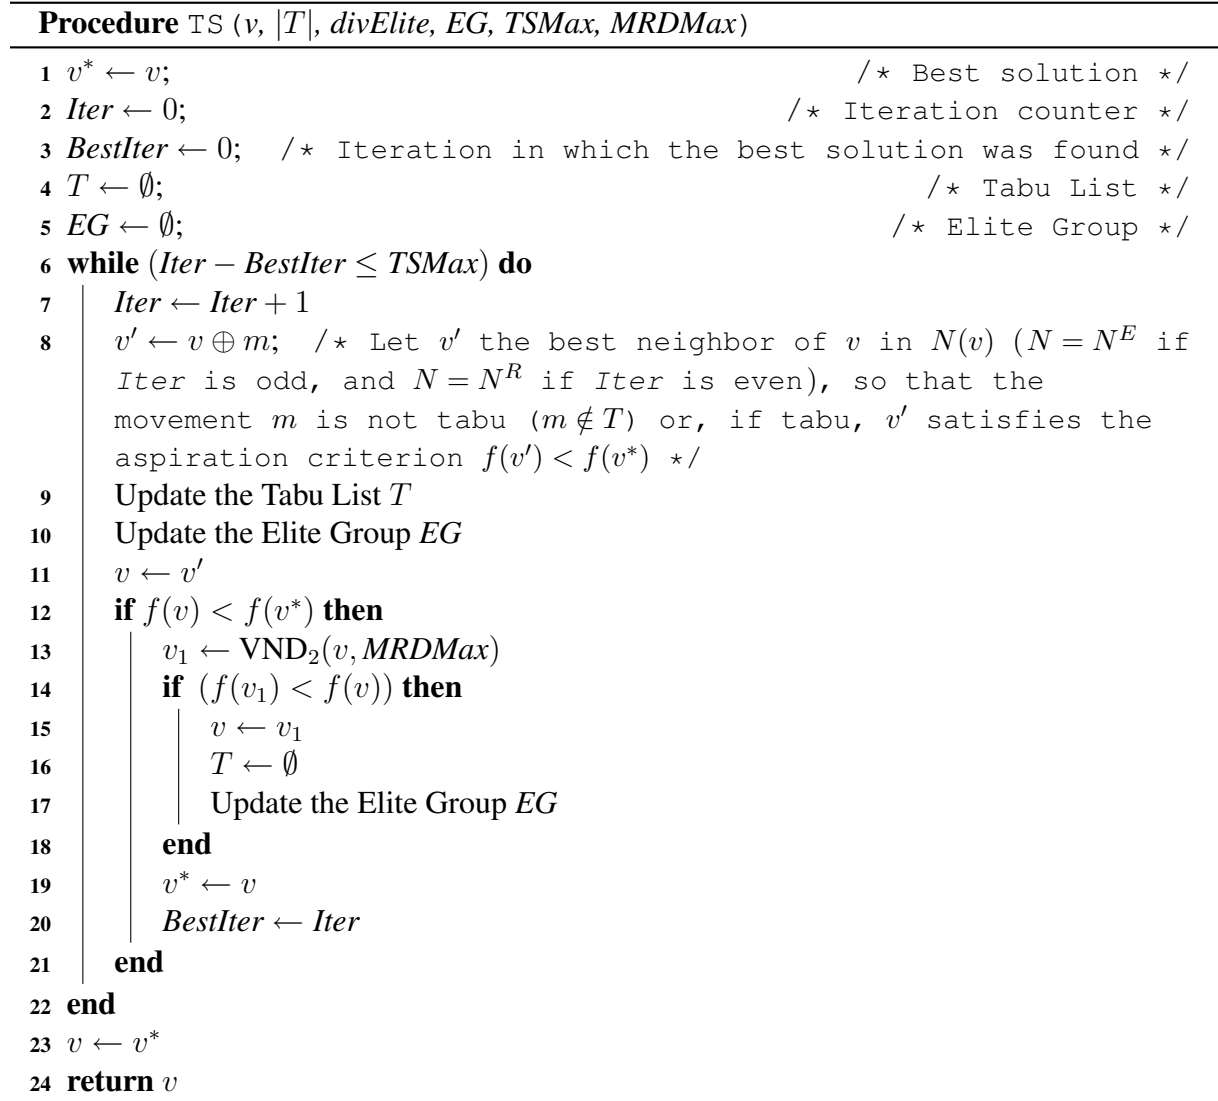 Procedure TS(v, |T|, divElite, EG, TSMax, MRDMax)
1 v* ← v; /* Best solution */
2 Iter ← 0; /* Iteration counter */
3 BestIter ← 0; /* Iteration in which the best solution was found */
4 T ← ∅; /* Tabu List */
5 EG ← ∅; /* Elite Group */
6 while (Iter − BestIter ≤ TSMax) do
7 Iter ← Iter + 1
8 v′ ← v ⊕ m; /* Let v′ the best neighbor of v in N(v) (N = N^E if
Iter is odd, and N = N^R if Iter is even), so that the
movement m is not tabu (m ∉ T) or, if tabu, v′ satisfies the
aspiration criterion f(v′) < f(v*) */
9 Update the Tabu List T
10 Update the Elite Group EG
11 v ← v′
12 if f(v) < f(v*) then
13 v₁ ← VND₂(v, MRDMax)
14 if (f(v₁) < f(v)) then
15 v ← v₁
16 T ← ∅
17 Update the Elite Group EG
18 end
19 v* ← v
20 BestIter ← Iter
21 end
22 end
23 v ← v*
24 return v